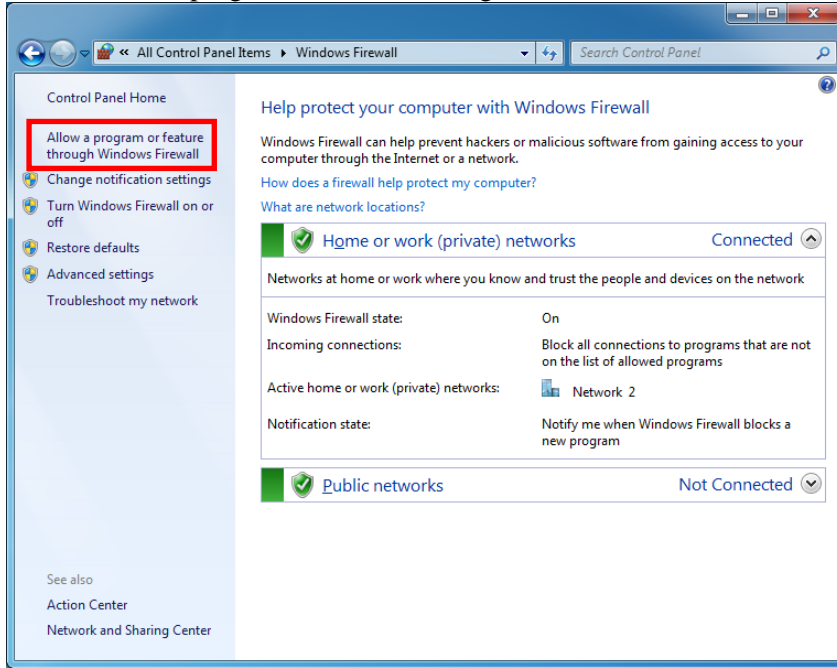 All Control Panel Items Windows Firewall Search Control Panel
Control Panel Home
Allow a program or feature
through Windows Firewall
Change notification settings
Turn Windows Firewall on or
off
Restore defaults
Advanced settings
Troubleshoot my network
See also
Action Center
Network and Sharing Center
Help protect your computer with Windows Firewall
Windows Firewall can help prevent hackers or malicious software from gaining access to your
computer through the Internet or a network.
How does a firewall help protect my computer?
What are network locations?
Home or work (private) networks Connected
Networks at home or work where you know and trust the people and devices on the network
Windows Firewall state: On
Incoming connections: Block all connections to programs that are not
on the list of allowed programs
Active home or work (private) networks: Network 2
Notification state: Notify me when Windows Firewall blocks a
new program
Public networks Not Connected